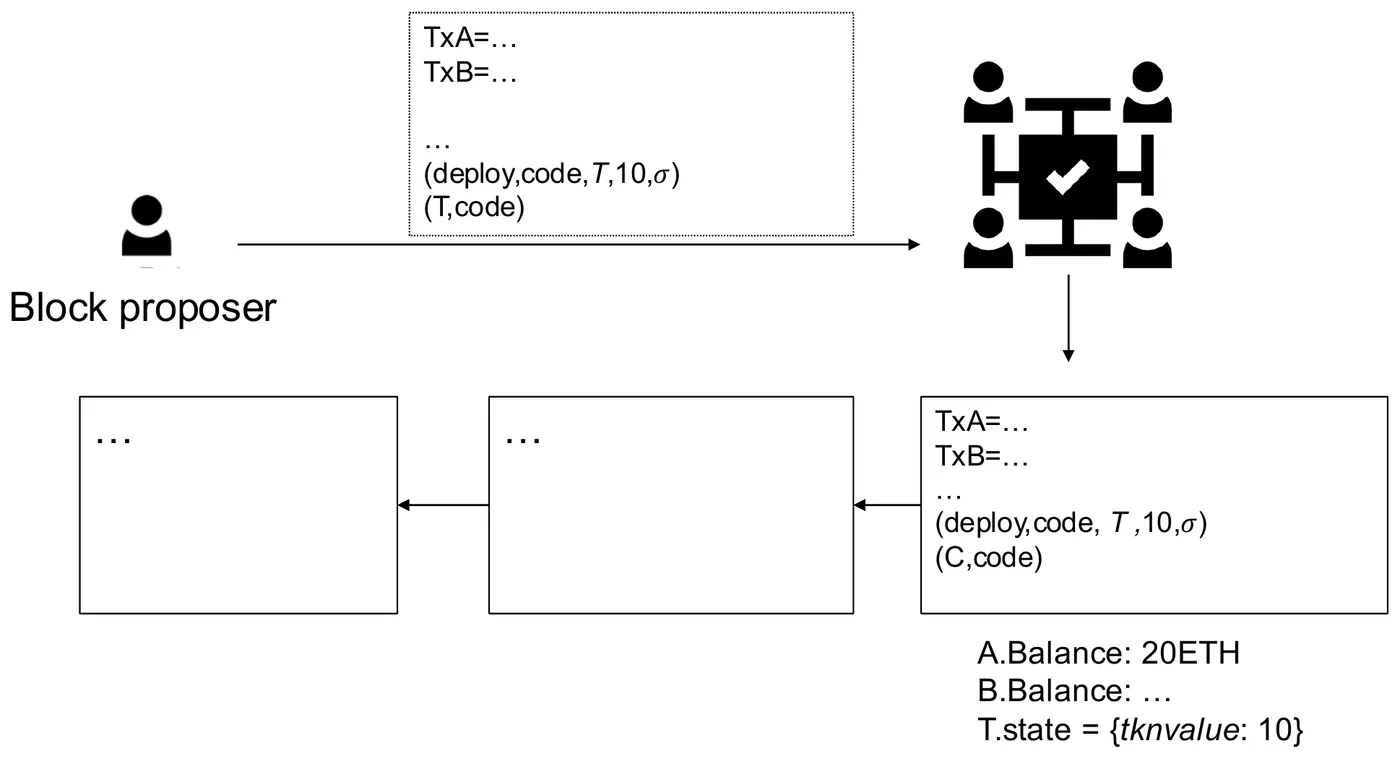 TxA=…
TxB=…
…
(deploy,code,T,10,σ)
(T,code)
Block proposer
…
…
TxA=…
TxB=…
…
(deploy,code, T ,10,σ)
(C,code)
A.Balance: 20ETH
B.Balance: …
T.state = {tknvalue: 10}